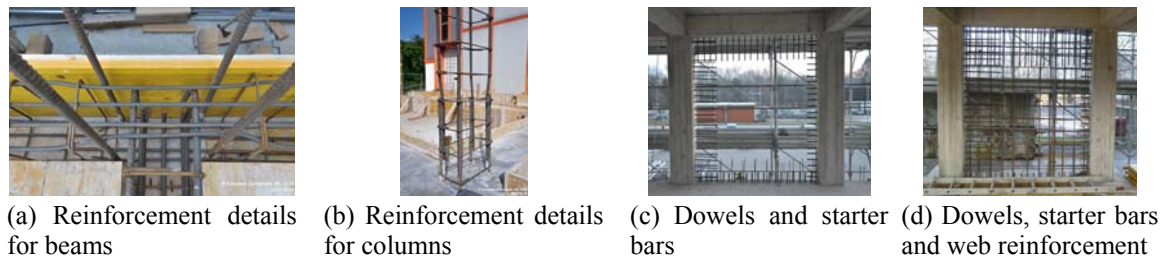 (a) Reinforcement details
for beams
(b) Reinforcement details
for columns
(c) Dowels and starter
bars
(d) Dowels, starter bars
and web reinforcement